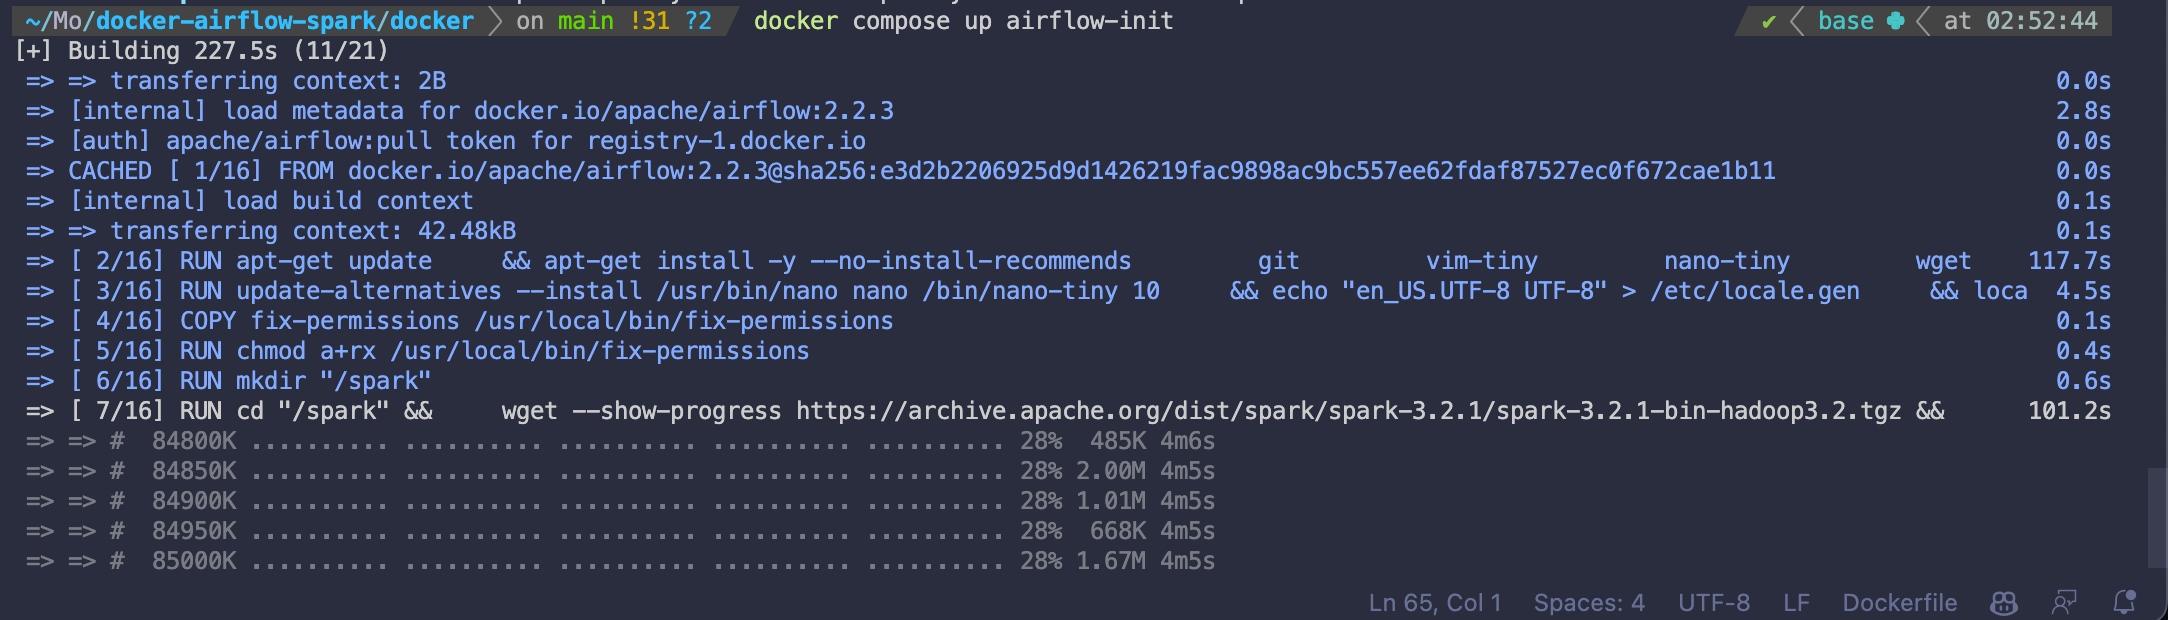 ~/Mo/docker-airflow-spark/docker on main !31 ?2 docker compose up airflow-init ✔ base at 02:52:44
[+] Building 227.5s (11/21)
=> => transferring context: 2B 0.0s
=> [internal] load metadata for docker.io/apache/airflow:2.2.3 2.8s
=> [auth] apache/airflow:pull token for registry-1.docker.io 0.0s
=> CACHED [ 1/16] FROM docker.io/apache/airflow:2.2.3@sha256:e3d2b2206925d9d1426219fac9898ac9bc557ee62fdaf87527ec0f672cae1b11 0.0s
=> [internal] load build context 0.1s
=> => transferring context: 42.48kB 0.1s
=> [ 2/16] RUN apt-get update && apt-get install -y --no-install-recommends git vim-tiny nano-tiny wget 117.7s
=> [ 3/16] RUN update-alternatives --install /usr/bin/nano nano /bin/nano-tiny 10 && echo "en_US.UTF-8 UTF-8" > /etc/locale.gen && loca 4.5s
=> [ 4/16] COPY fix-permissions /usr/local/bin/fix-permissions 0.1s
=> [ 5/16] RUN chmod a+rx /usr/local/bin/fix-permissions 0.4s
=> [ 6/16] RUN mkdir "/spark" 0.6s
=> [ 7/16] RUN cd "/spark" && wget --show-progress https://archive.apache.org/dist/spark/spark-3.2.1/spark-3.2.1-bin-hadoop3.2.tgz && 101.2s
=> => # 84800K .......... .......... .......... .......... .......... 28% 485K 4m6s
=> => # 84850K .......... .......... .......... .......... .......... 28% 2.00M 4m5s
=> => # 84900K .......... .......... .......... .......... .......... 28% 1.01M 4m5s
=> => # 84950K .......... .......... .......... .......... .......... 28% 668K 4m5s
=> => # 85000K .......... .......... .......... .......... .......... 28% 1.67M 4m5s
Ln 65, Col 1 Spaces: 4 UTF-8 LF Dockerfile